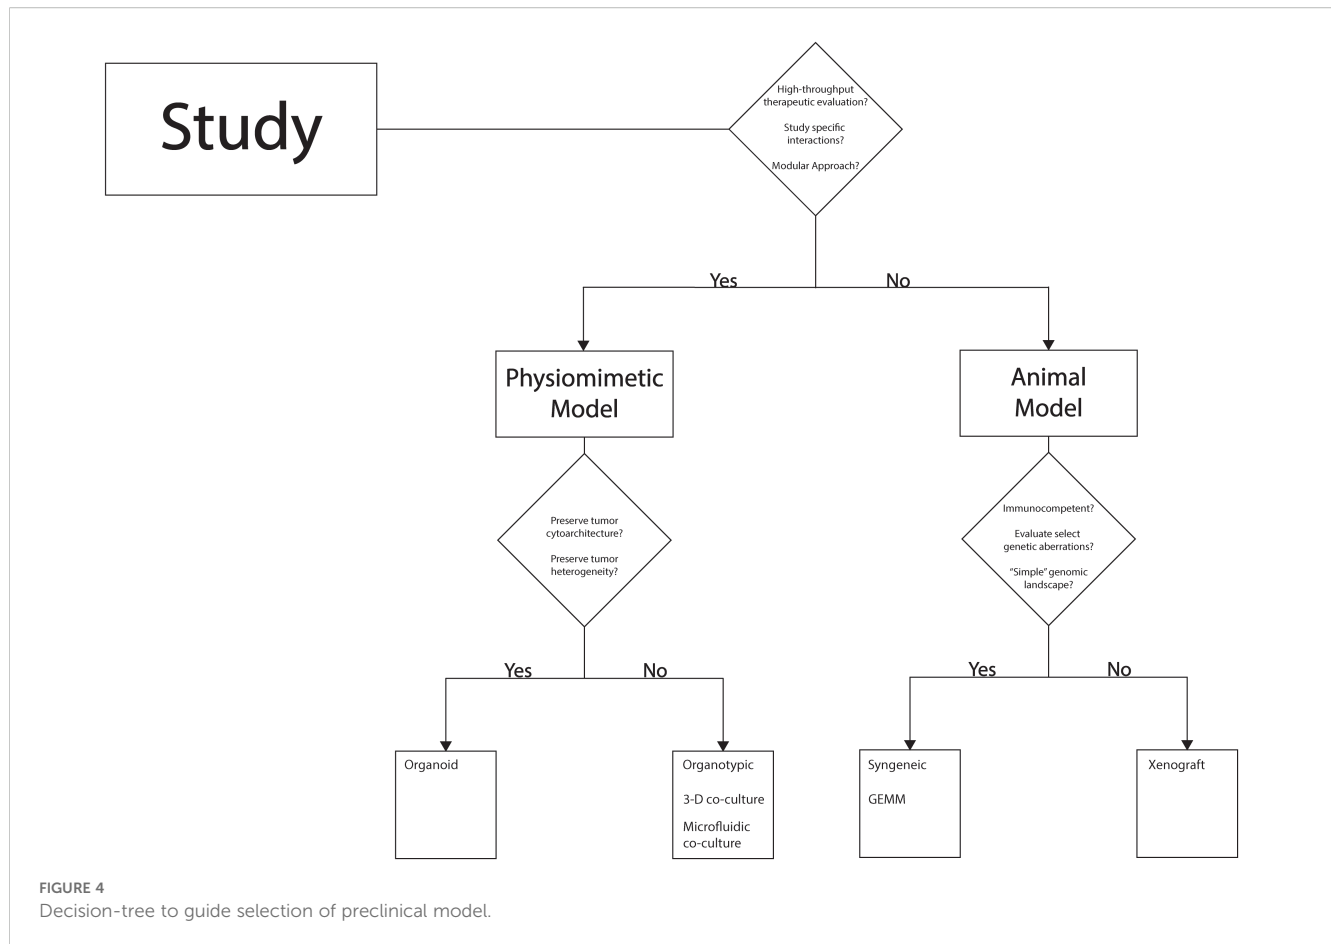 Study
High-throughput
therapeutic evaluation?
Study specific
interactions?
Modular Approach?
Yes
No
Physiomimetic
Model
Animal
Model
Preserve tumor
cytoarchitecture?
Preserve tumor
heterogeneity?
Immunocompetent?
Evaluate select
genetic aberrations?
“Simple” genomic
landscape?
Yes
No
Yes
No
Organoid
Organotypic
3-D co-culture
Microfluidic
co-culture
Syngeneic
GEMM
Xenograft
FIGURE 4
Decision-tree to guide selection of preclinical model.